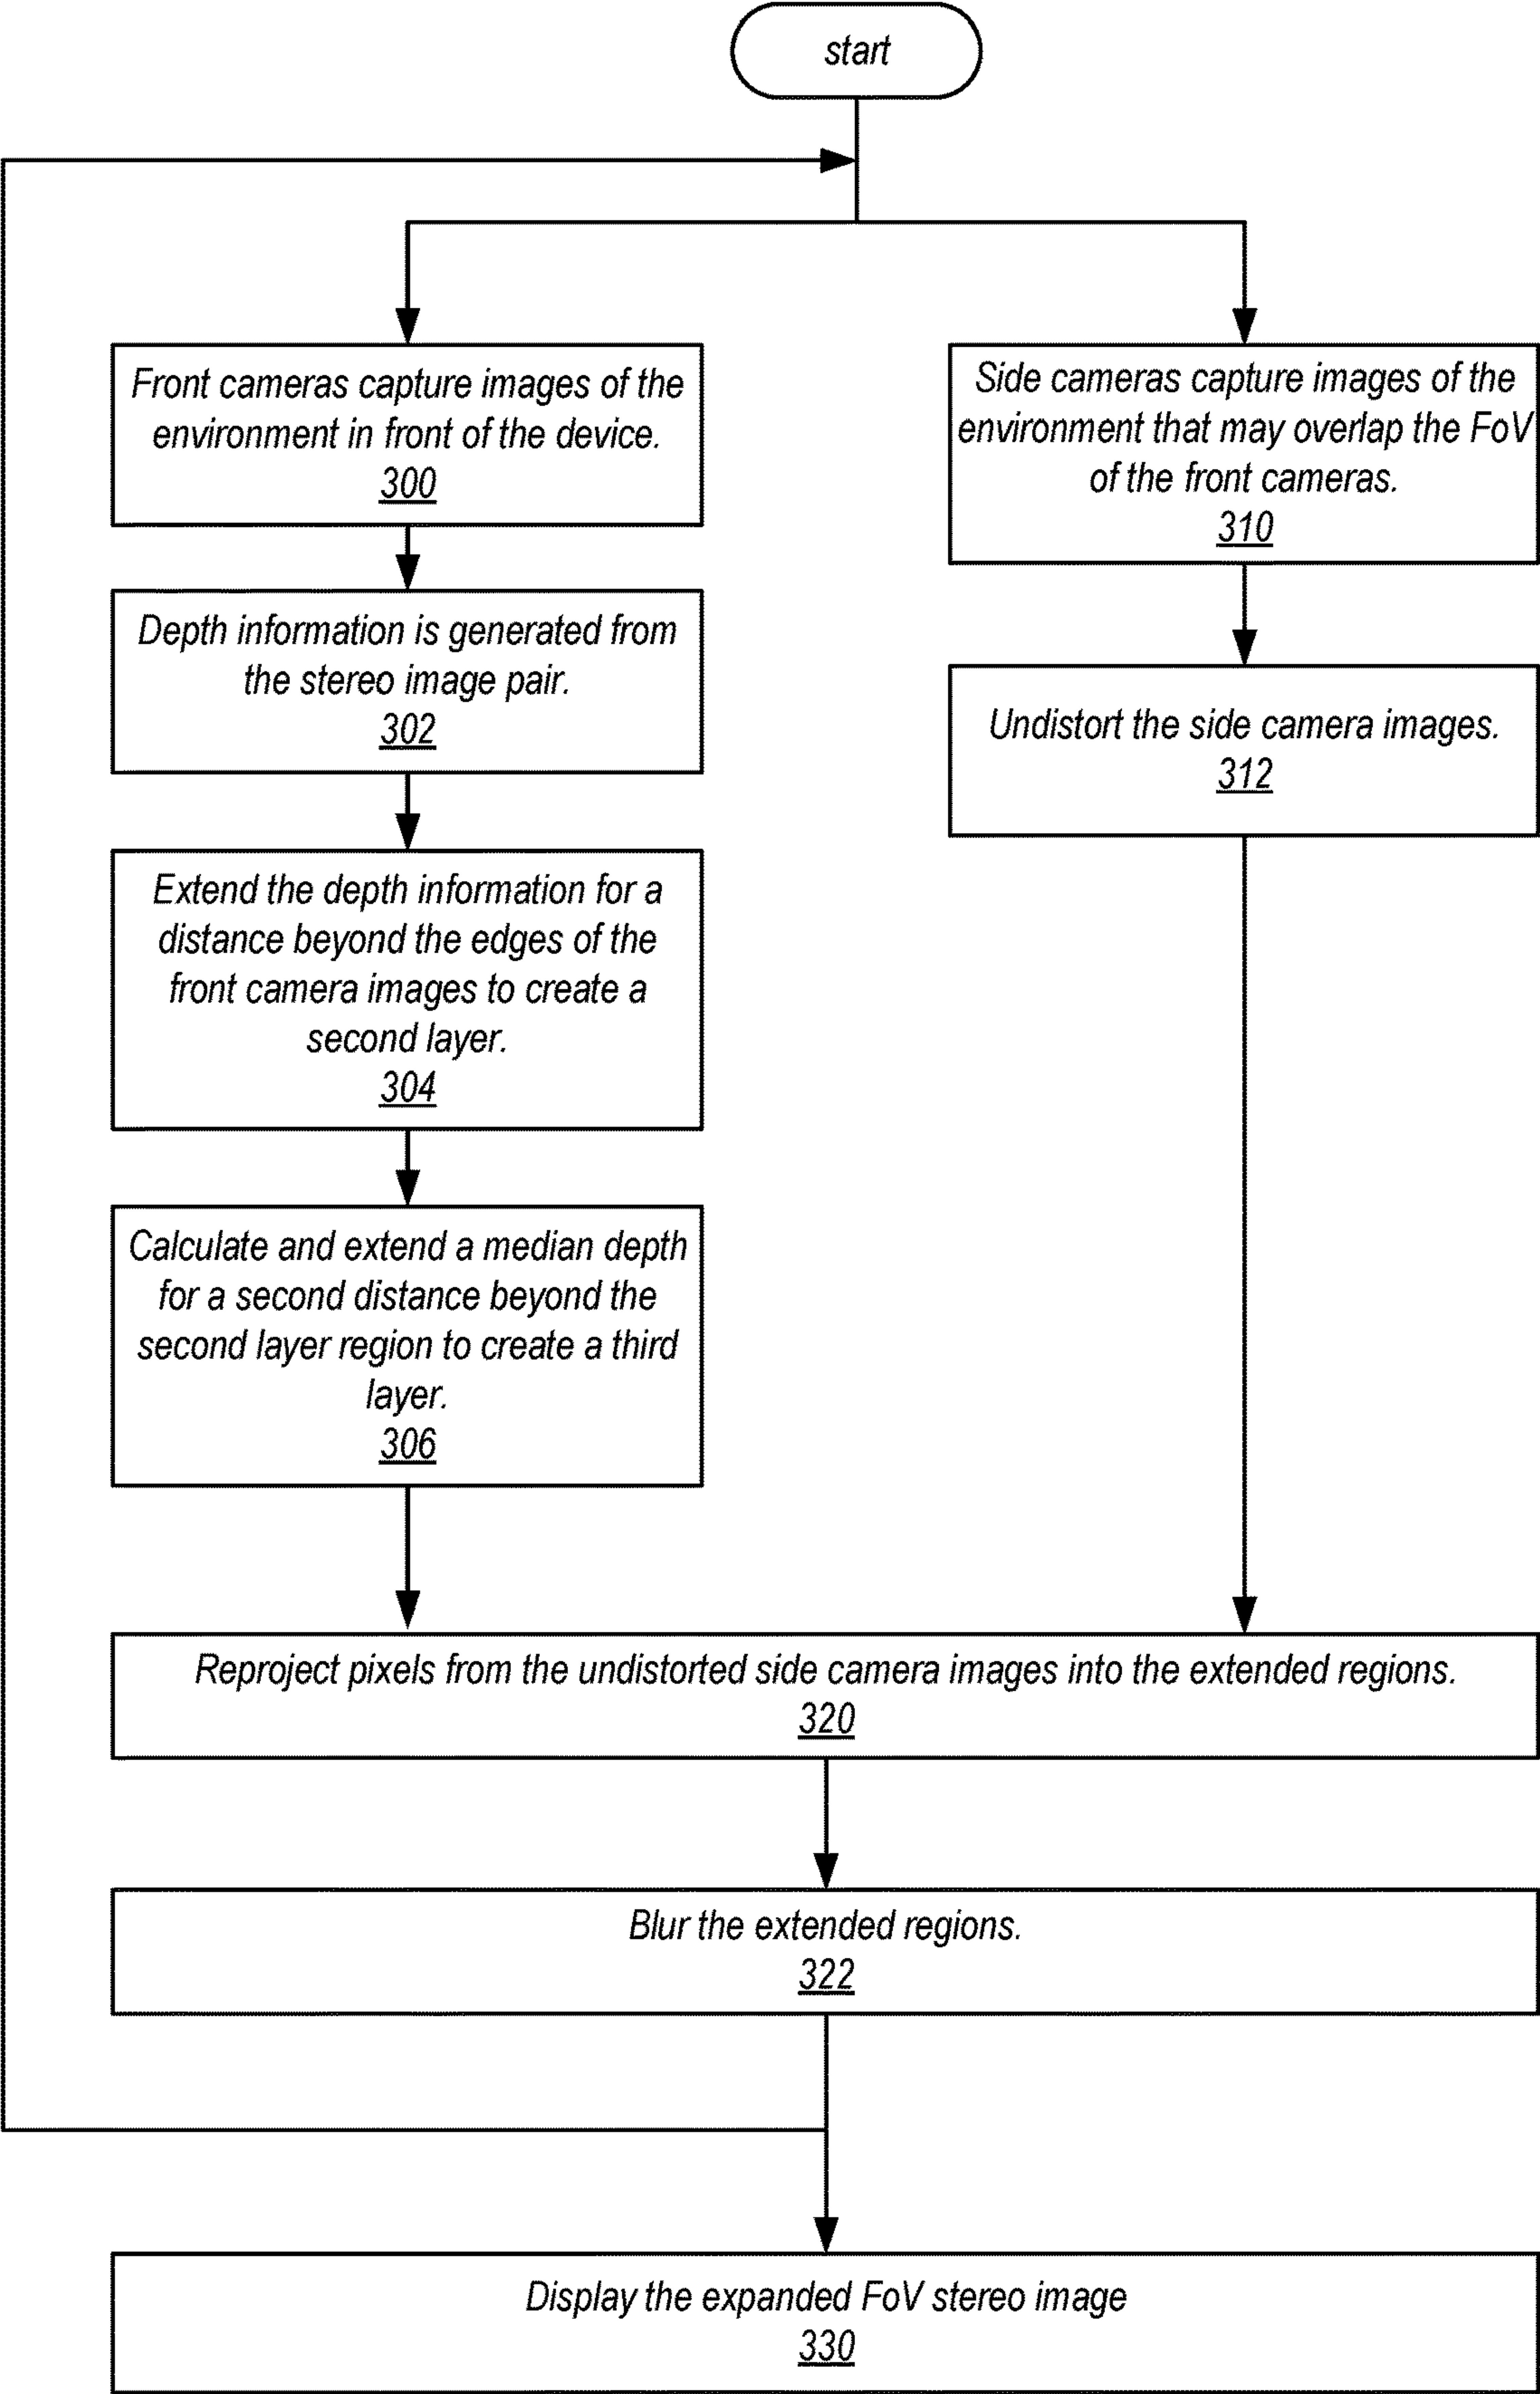 start
Front cameras capture images of the
environment in front of the device.
300
Side cameras capture images of the
environment that may overlap the FoV
of the front cameras.
310
Depth information is generated from
the stereo image pair.
302
Undistort the side camera images.
312
Extend the depth information for a
distance beyond the edges of the
front camera images to create a
second layer.
304
Calculate and extend a median depth
for a second distance beyond the
second layer region to create a third
layer.
306
Reproject pixels from the undistorted side camera images into the extended regions.
320
Blur the extended regions.
322
Display the expanded FoV stereo image
330